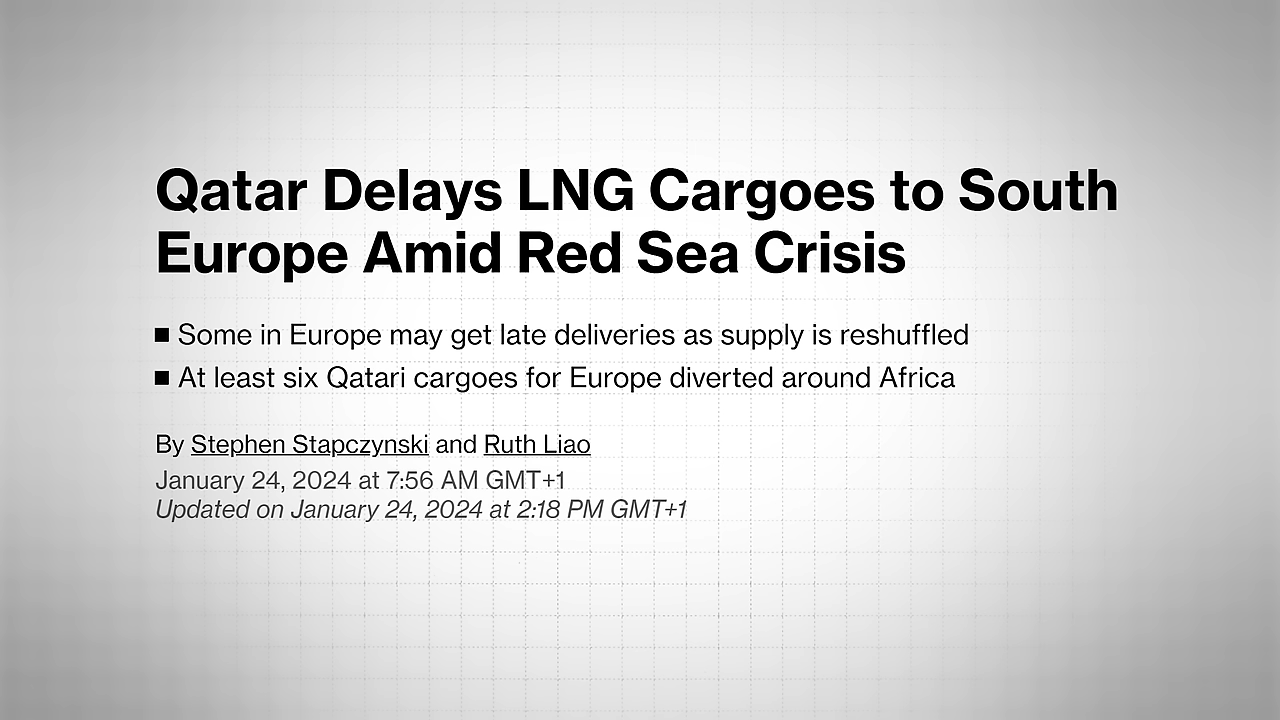 Qatar Delays LNG Cargoes to South
Europe Amid Red Sea Crisis
■ Some in Europe may get late deliveries as supply is reshuffled
■ At least six Qatari cargoes for Europe diverted around Africa
By Stephen Stapczynski and Ruth Liao
January 24, 2024 at 7:56 AM GMT+1
Updated on January 24, 2024 at 2:18 PM GMT+1